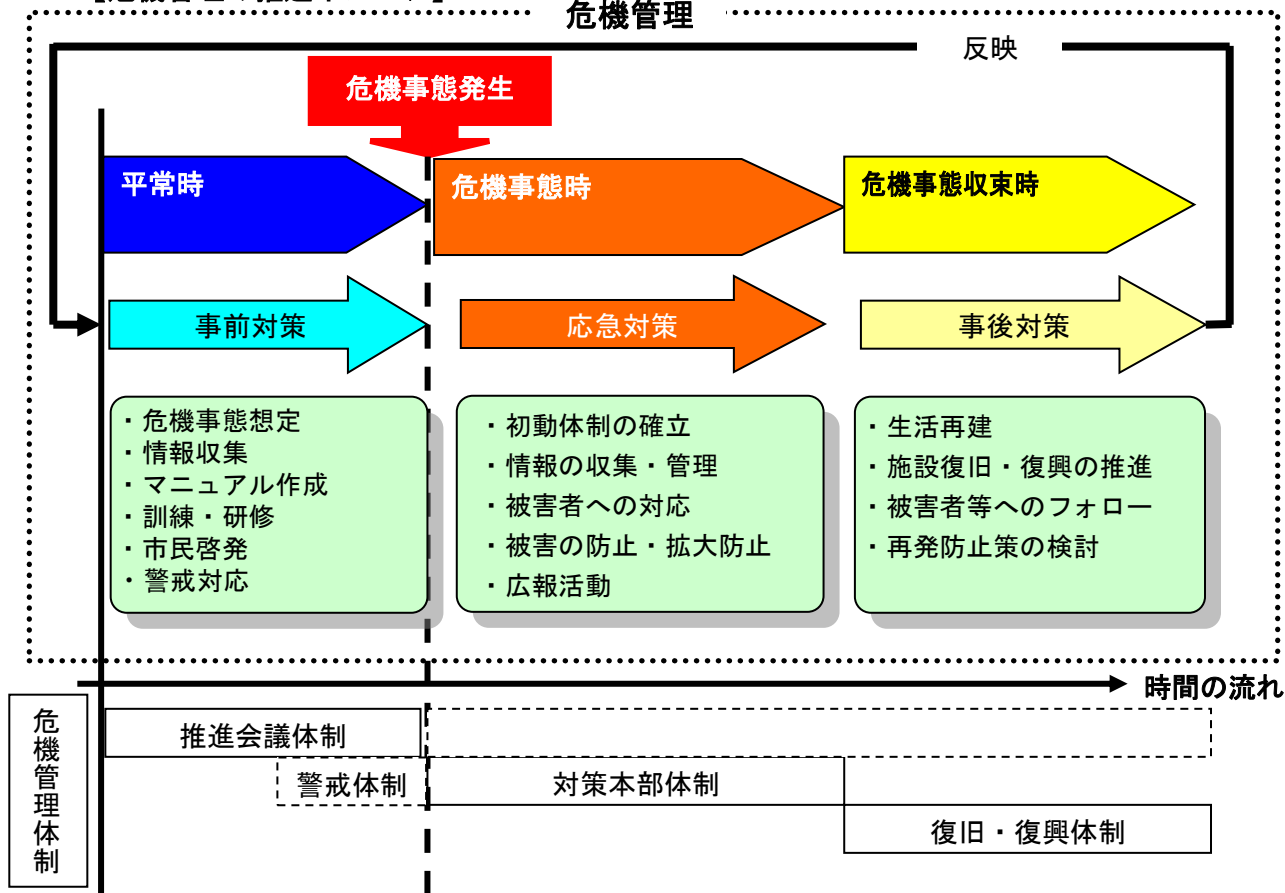 危機管理
反映
危機事態発生
平常時
危機事態時
危機事態収束時
事前対策
応急対策
事後対策
・危機事態想定
・情報収集
・マニュアル作成
・訓練・研修
・市民啓発
・警戒対応
・初動体制の確立
・情報の収集・管理
・被害者への対応
・被害の防止・拡大防止
・広報活動
・生活再建
・施設復旧・復興の推進
・被害者等へのフォロー
・再発防止策の検討
時間の流れ
危機管理体制
推進会議体制
警戒体制
対策本部体制
復旧・復興体制